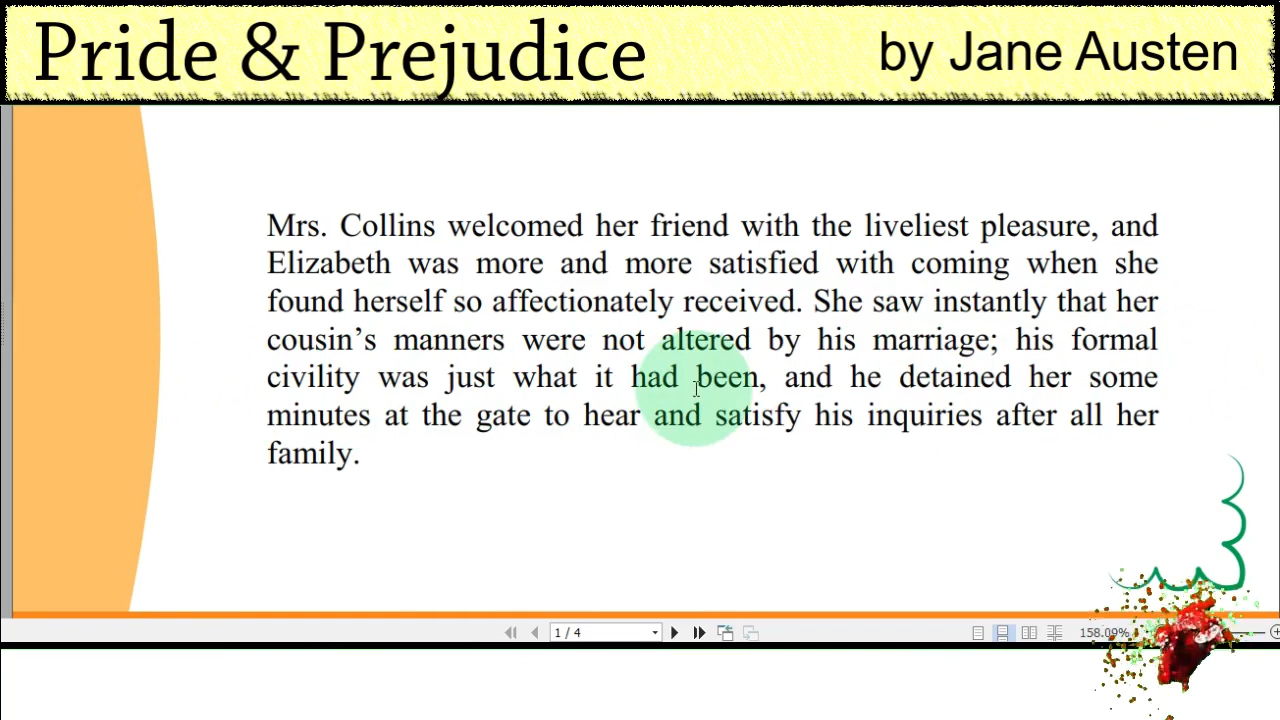 Pride & Prejudice
by Jane Austen
Mrs. Collins welcomed her friend with the liveliest pleasure, and
Elizabeth was more and more satisfied with coming when she
found herself so affectionately received. She saw instantly that her
cousin’s manners were not altered by his marriage; his formal
civility was just what it had been, and he detained her some
minutes at the gate to hear and satisfy his inquiries after all her
family.
1 / 4
158.09%